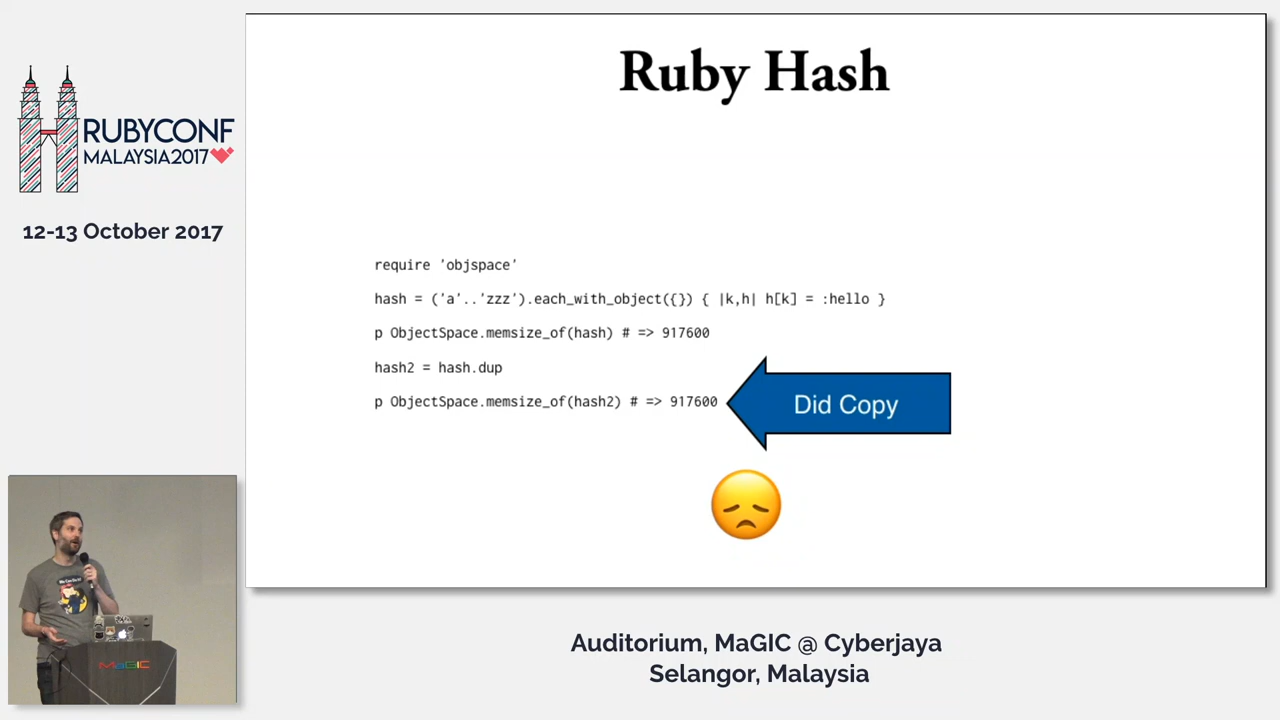 RUBYCONF
MALAYSIA2017
12-13 October 2017
Ruby Hash
require 'objspace'
hash = ('a'..'zzz').each_with_object({}) { |k,h| h[k] = :hello }
p ObjectSpace.memsize_of(hash) # => 917600
hash2 = hash.dup
p ObjectSpace.memsize_of(hash2) # => 917600
Did Copy
MaGIC
Auditorium, MaGIC @ Cyberjaya
Selangor, Malaysia